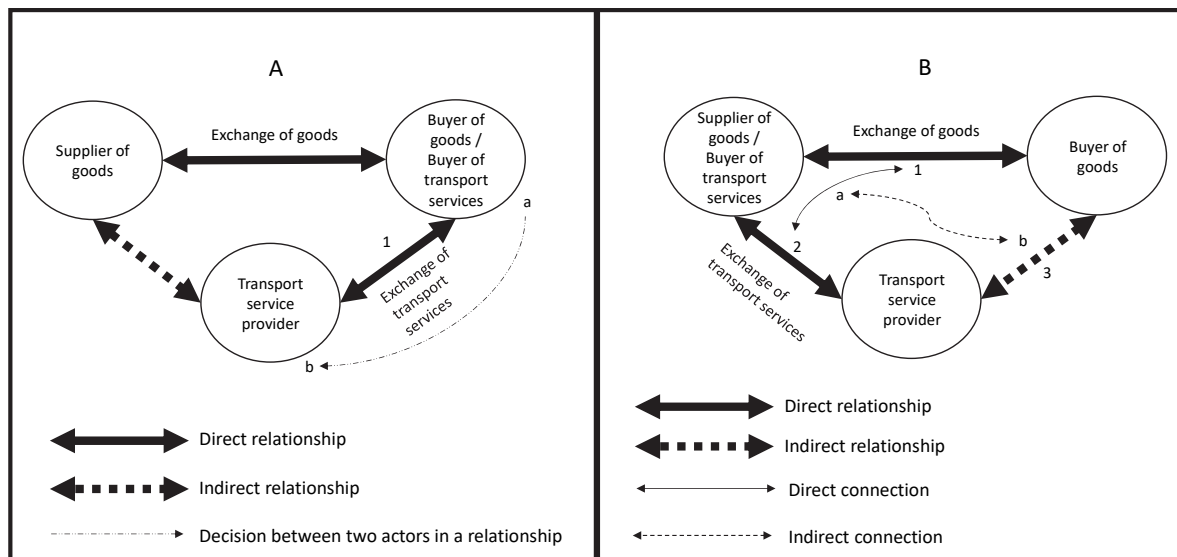 A
Supplier of
goods
Exchange of goods
Buyer of
goods /
Buyer of
transport
services
a
1
Exchange of
transport
services
Transport
service
provider
b
Direct relationship
Indirect relationship
Decision between two actors in a relationship
B
Supplier of
goods /
Buyer of
transport
services
Exchange of goods
Buyer of
goods
1
a
b
2
3
Exchange of
transport services
Transport
service
provider
Direct relationship
Indirect relationship
Direct connection
Indirect connection